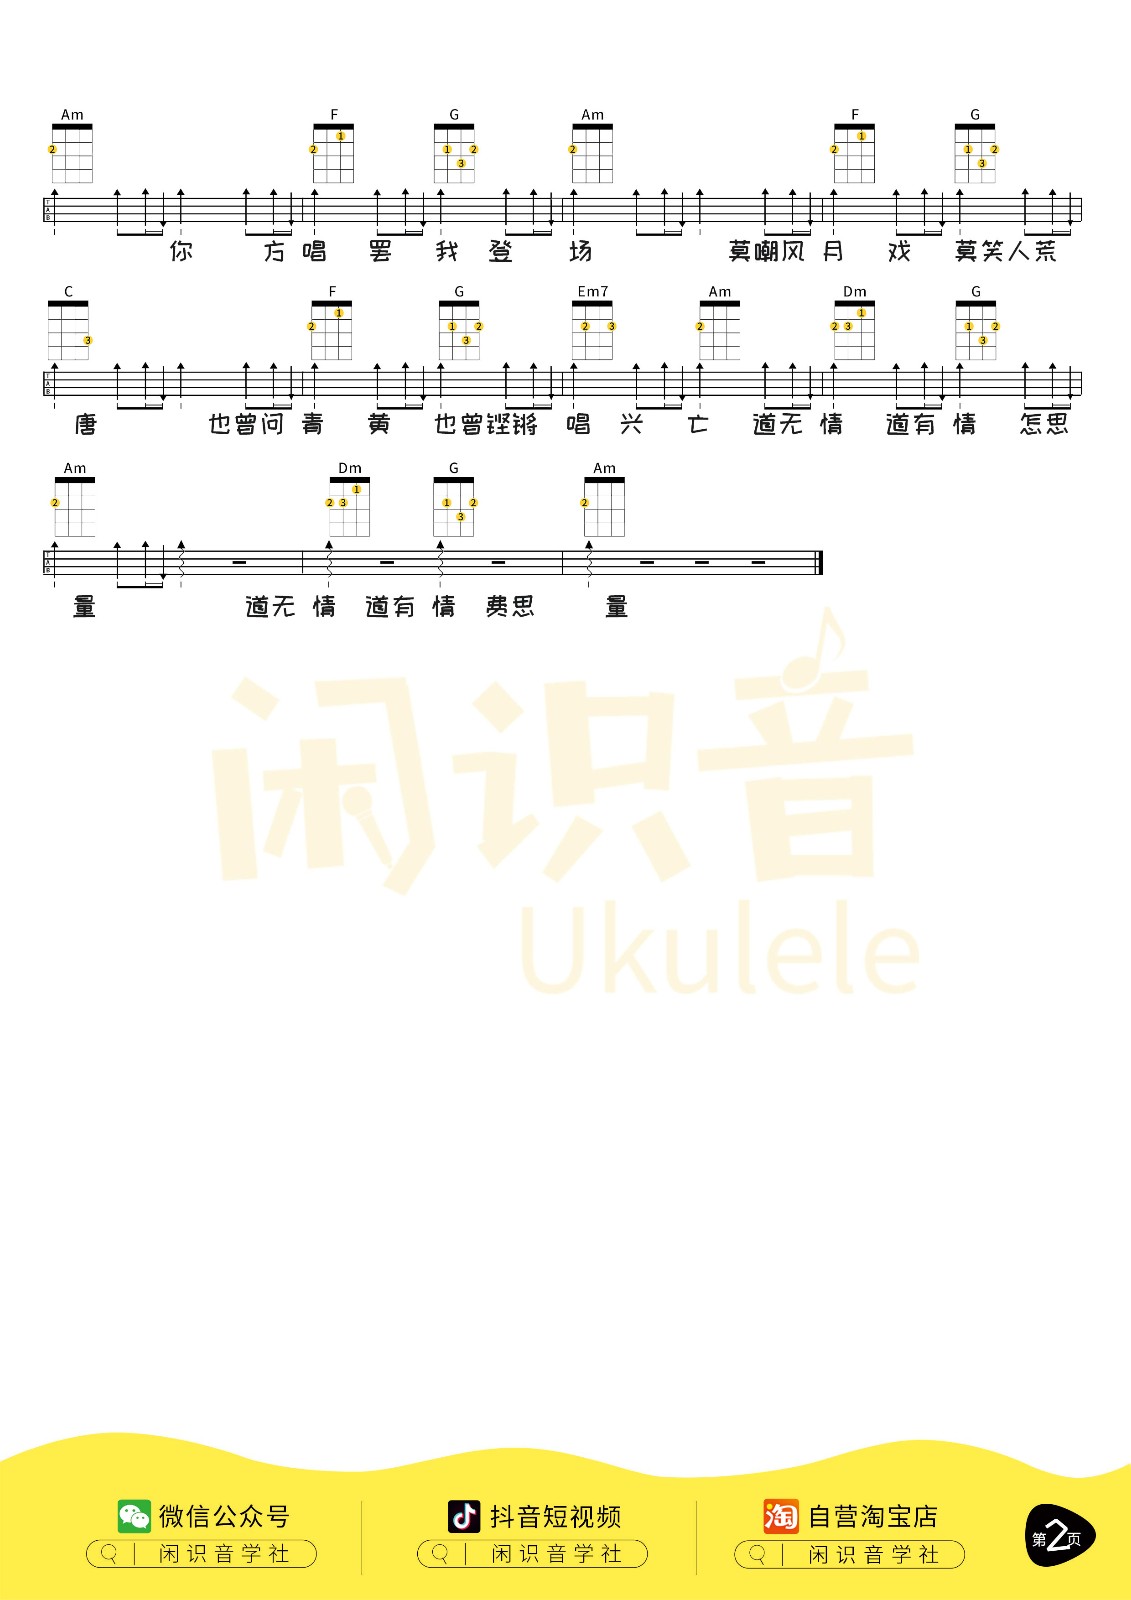 Am F G Am F G
你 方 唱 罢 我 登 场 莫嘲风 月 戏 莫笑人荒
C F G Em7 Am Dm G
唐 也曾问 青 黄 也曾铿锵 唱 兴 亡 道无 情 道有 情 怎思
Am Dm G Am
量 道无 情 道有 情 费思 量
闲识音
Ukulele
微信公众号 抖音短视频 自营淘宝店
闲识音学社 闲识音学社 闲识音学社
第2页